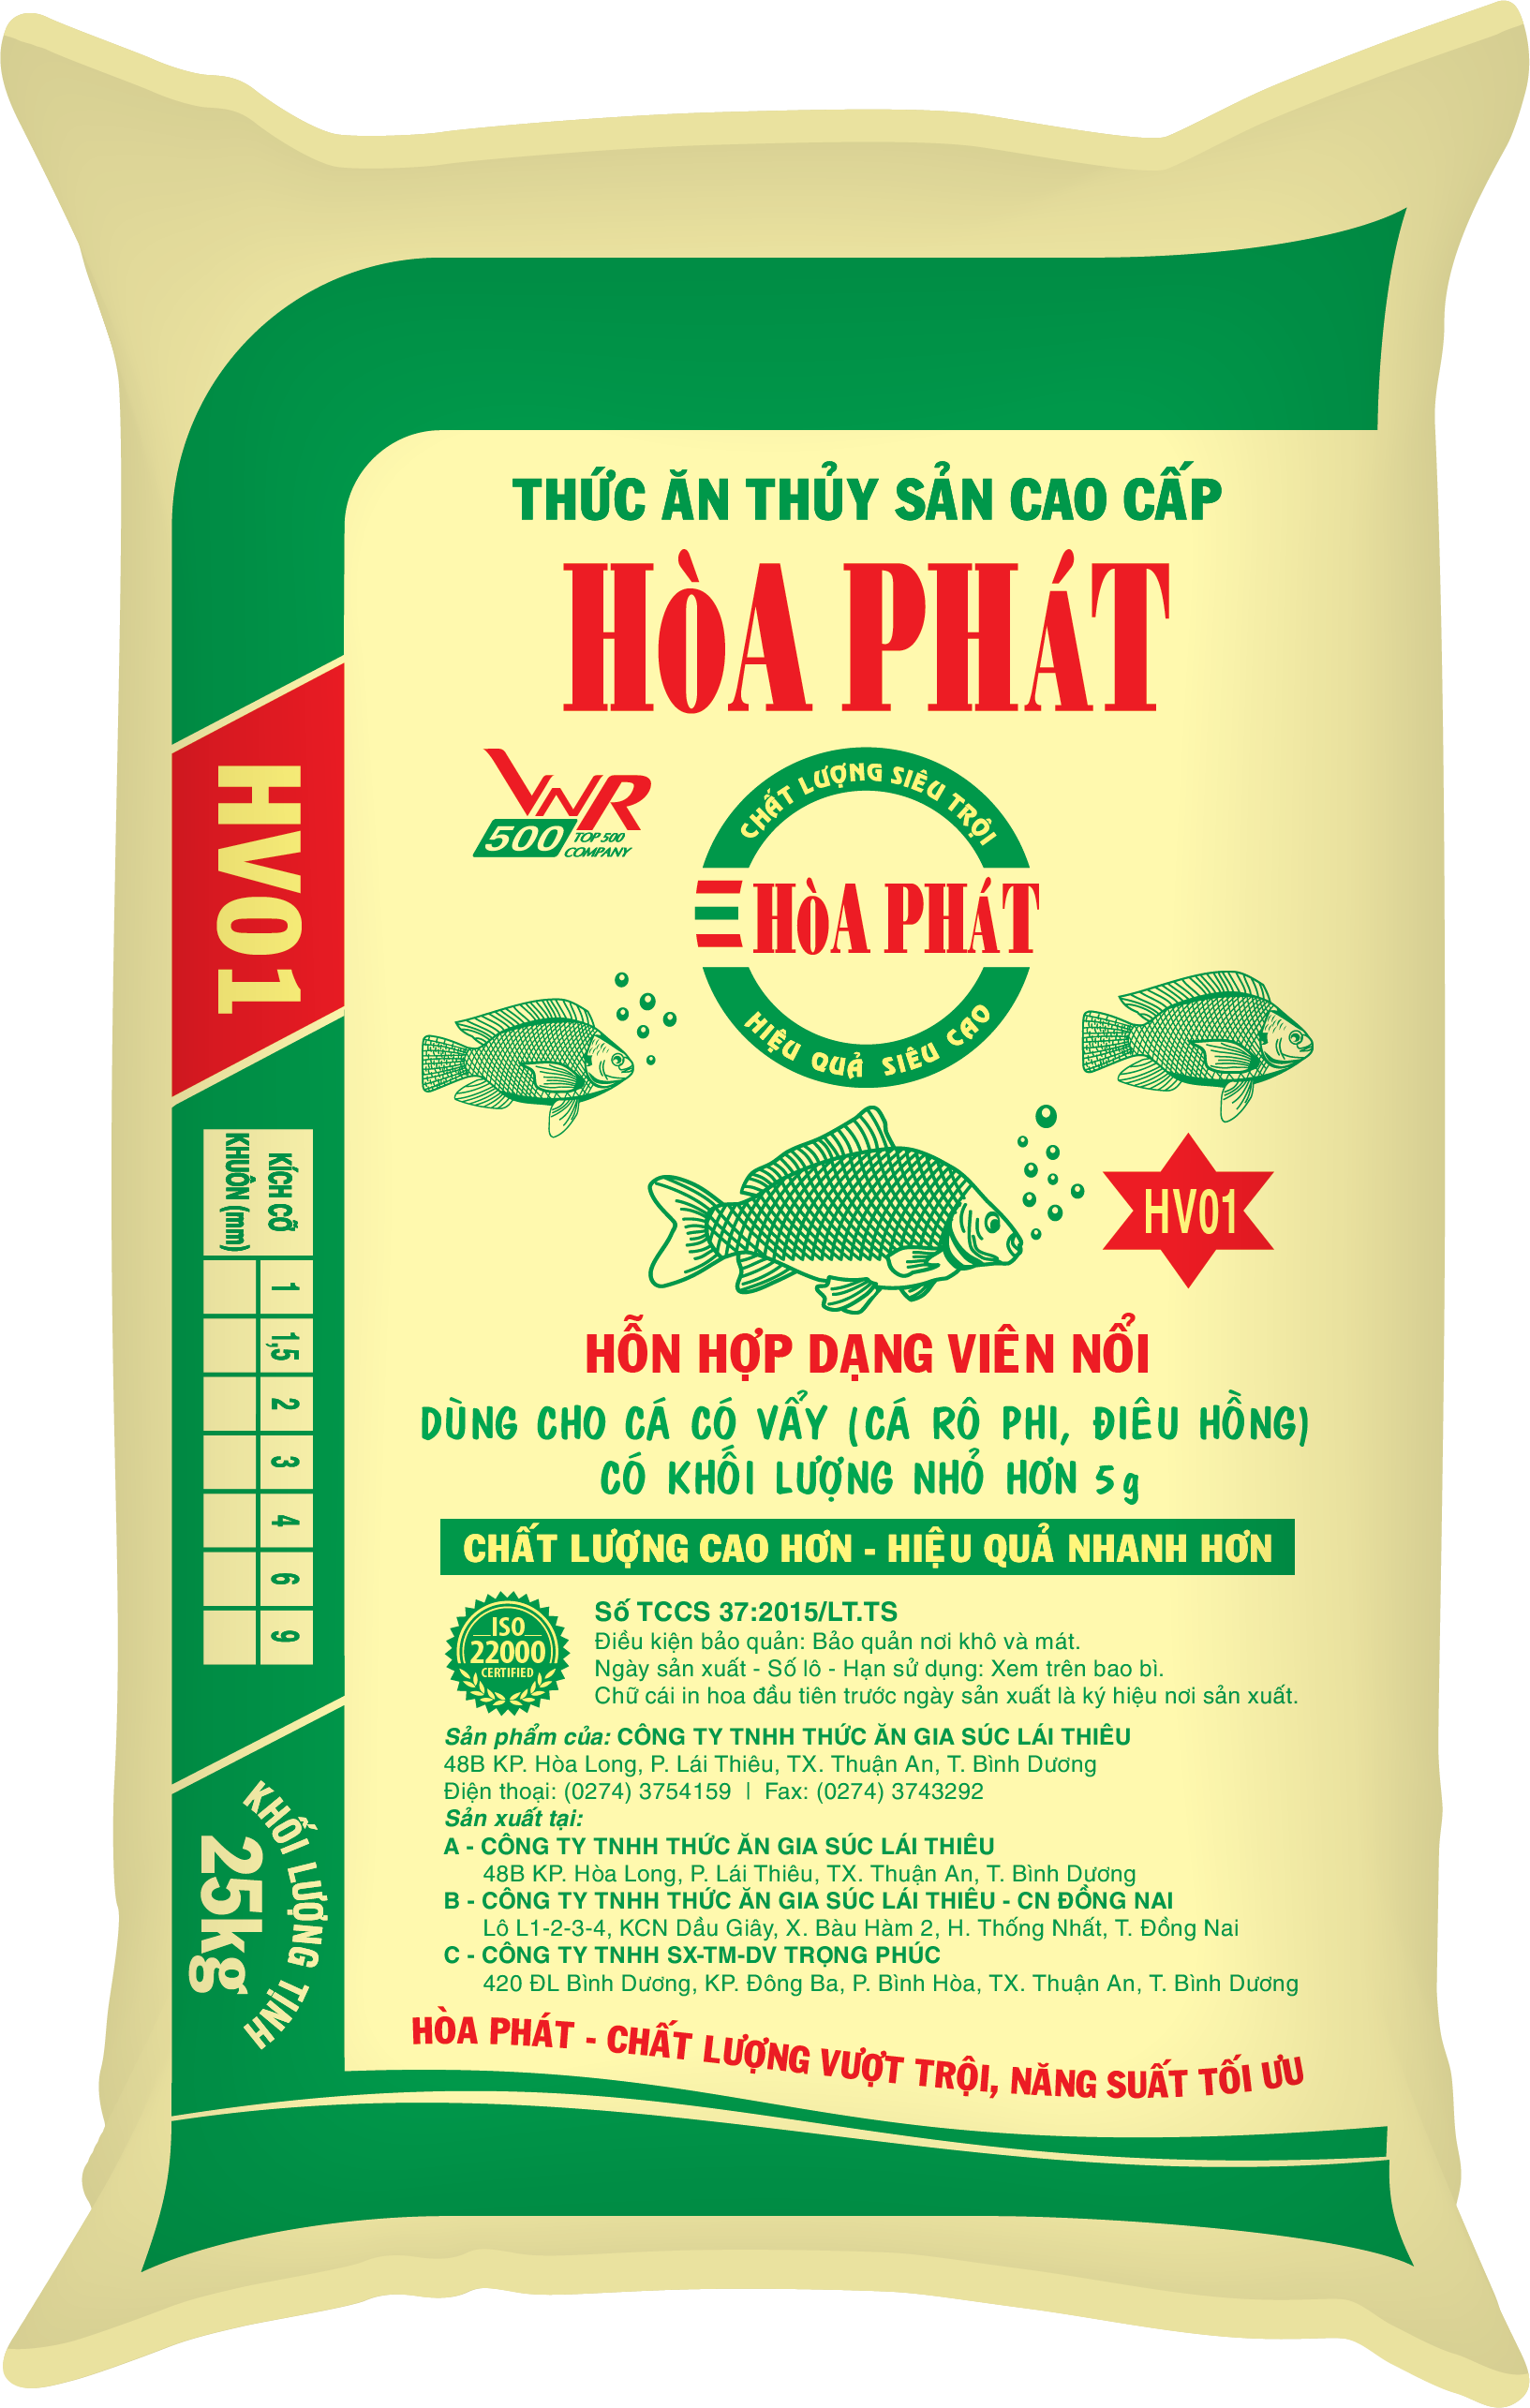 THỨC ĂN THỦY SẢN CAO CẤP
HÒA PHÁT
VNR
500 TOP 500
COMPANY
CHẤT LƯỢNG SIÊU TRỘI
HÒA PHÁT
HIỆU QUẢ SIÊU CAO
HV01
HV01
KÍCH CỠ
KHUÔN (mm)
1
1,5
2
3
4
6
9
HỖN HỢP DẠNG VIÊN NỔI
DÙNG CHO CÁ CÓ VẨY (CÁ RÔ PHI, ĐIÊU HỒNG)
CÓ KHỐI LƯỢNG NHỎ HƠN 5g
CHẤT LƯỢNG CAO HƠN - HIỆU QUẢ NHANH HƠN
ISO
22000
CERTIFIED
Số TCCS 37:2015/LT.TS
Điều kiện bảo quản: Bảo quản nơi khô và mát.
Ngày sản xuất - Số lô - Hạn sử dụng: Xem trên bao bì.
Chữ cái in hoa đầu tiên trước ngày sản xuất là ký hiệu nơi sản xuất.
Sản phẩm của: CÔNG TY TNHH THỨC ĂN GIA SÚC LÁI THIÊU
48B KP. Hòa Long, P. Lái Thiêu, TX. Thuận An, T. Bình Dương
Điện thoại: (0274) 3754159 | Fax: (0274) 3743292
Sản xuất tại:
A - CÔNG TY TNHH THỨC ĂN GIA SÚC LÁI THIÊU
48B KP. Hòa Long, P. Lái Thiêu, TX. Thuận An, T. Bình Dương
B - CÔNG TY TNHH THỨC ĂN GIA SÚC LÁI THIÊU - CN ĐỒNG NAI
Lô L1-2-3-4, KCN Dầu Giây, X. Bàu Hàm 2, H. Thống Nhất, T. Đồng Nai
C - CÔNG TY TNHH SX-TM-DV TRỌNG PHÚC
420 ĐL Bình Dương, KP. Đông Ba, P. Bình Hòa, TX. Thuận An, T. Bình Dương
KHỐI LƯỢNG TỊNH
25kg
HÒA PHÁT - CHẤT LƯỢNG VƯỢT TRỘI, NĂNG SUẤT TỐI ƯU